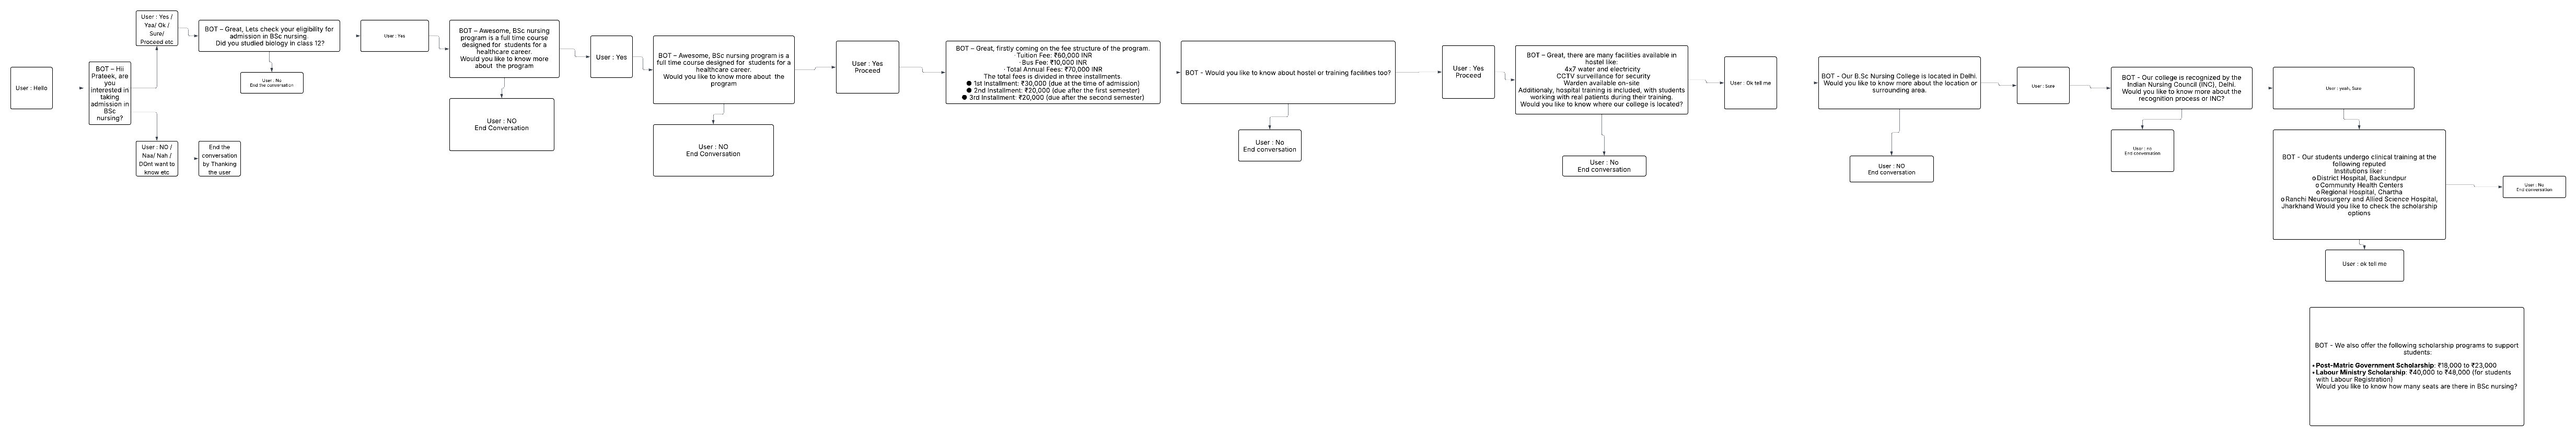 User : Hello
BOT – Hii
Prateek, are
you
interested in
taking
admission in
BSc
nursing?
User : Yes /
Yaa/ Ok /
Sure/
Proceed etc
User : NO /
Naa/ Nah /
DOnt want to
know etc
End the
conversation
by Thanking
the user
BOT – Great, Lets check your eligibility for
admission in BSc nursing.
Did you studied biology in class 12?
User : No
End the conversation
User : Yes
BOT – Awesome, BSc nursing
program is a full time course
designed for students for a
healthcare career.
Would you like to know more
about the program
User : NO
End Conversation
User : Yes
BOT – Awesome, BSc nursing program is a
full time course designed for students for a
healthcare career.
Would you like to know more about the
program
User : NO
End Conversation
User : Yes
Proceed
BOT – Great, firstly coming on the fee structure of the program.
· Tuition Fee: ₹60,000 INR
· Bus Fee: ₹10,000 INR
· Total Annual Fees: ₹70,000 INR
The total fees is divided in three installments.
● 1st Installment: ₹30,000 (due at the time of admission)
● 2nd Installment: ₹20,000 (due after the first semester)
● 3rd Installment: ₹20,000 (due after the second semester)
BOT - Would you like to know about hostel or training facilities too?
User : No
End conversation
User : Yes
Proceed
BOT – Great, there are many facilities available in
hostel like:
4x7 water and electricity
CCTV surveillance for security
Warden available on-site
Additionaly, hospital training is included, with students
working with real patients during their training.
Would you like to know where our college is located?
User : No
End conversation
User : Ok tell me
BOT - Our B.Sc Nursing College is located in Delhi.
Would you like to know more about the location or
surrounding area.
User : NO
End conversation
User : Sure
BOT - Our college is recognized by the
Indian Nursing Council (INC), Delhi.
Would you like to know more about the
recognition process or INC?
User : no
End conversation
User : yeah, Sure
BOT - Our students undergo clinical training at the
following reputed
Institutions liker :
o District Hospital, Backundpur
o Community Health Centers
o Regional Hospital, Chartha
o Ranchi Neurosurgery and Allied Science Hospital,
Jharkhand Would you like to check the scholarship
options
User : No
End conversation
User : ok tell me
BOT - We also offer the following scholarship programs to support
students:
• Post-Matric Government Scholarship: ₹18,000 to ₹23,000
• Labour Ministry Scholarship: ₹40,000 to ₹48,000 (for students
with Labour Registration)
Would you like to know how many seats are there in BSc nursing?